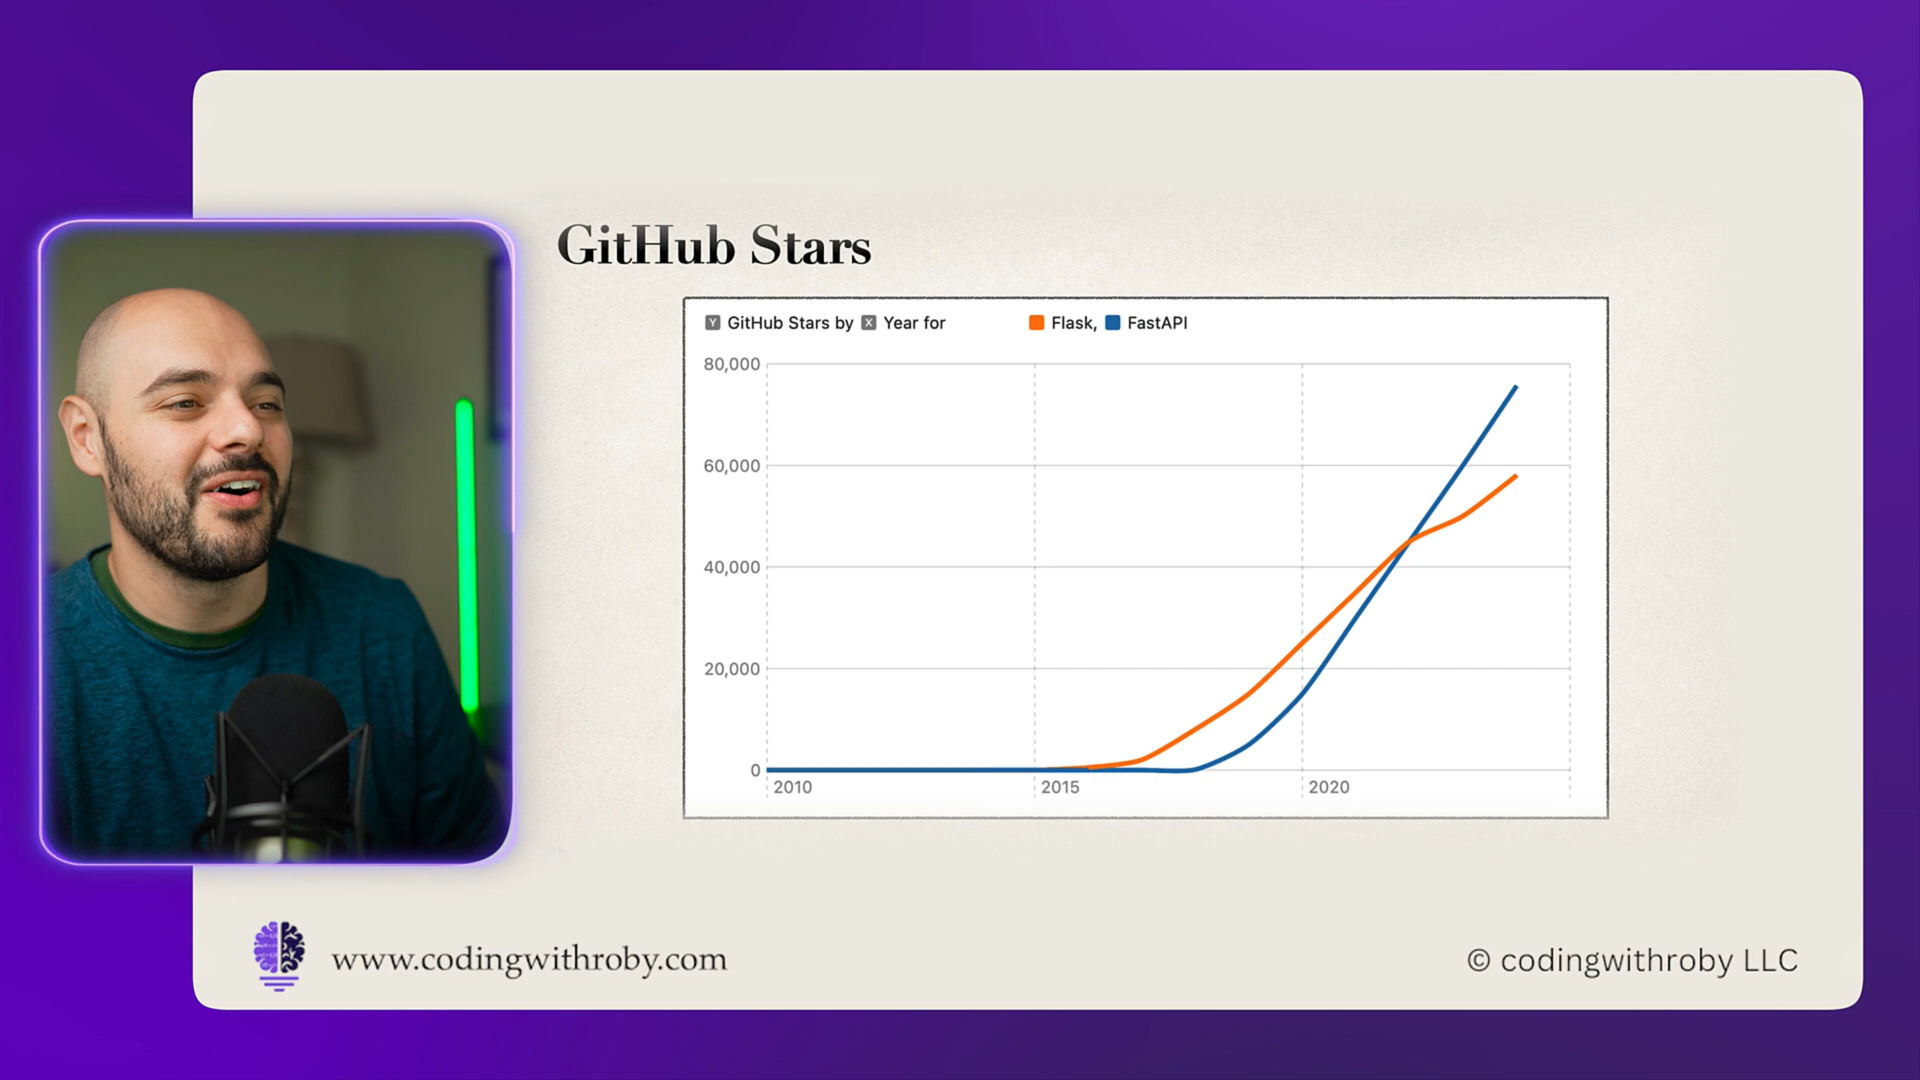 GitHub Stars
Y GitHub Stars by X Year for Flask, FastAPI
80,000
60,000
40,000
20,000
0
2010 2015 2020
www.codingwithroby.com
© codingwithroby LLC